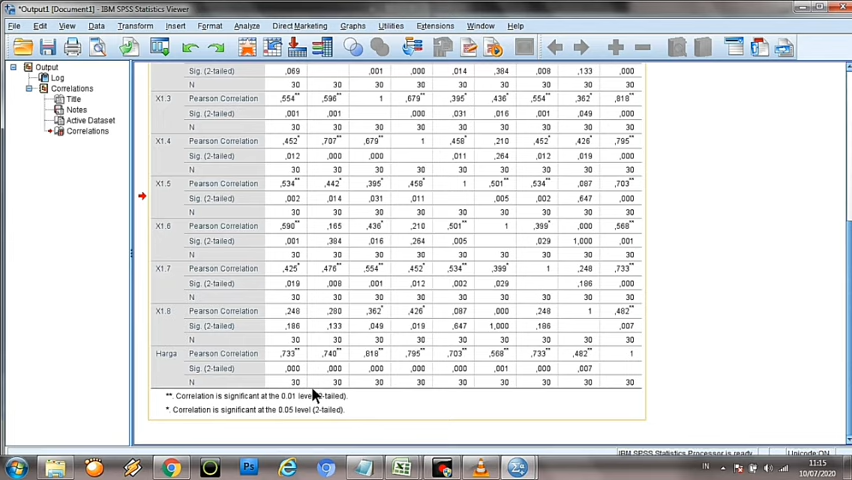 *Output1 [Document1] - IBM SPSS Statistics Viewer
File Edit View Data Transform Insert Format Analyze Direct Marketing Graphs Utilities Extensions Window Help
Output
Log
Correlations
Title
Notes
Active Dataset
Correlations
Sig. (2-tailed) ,069 ,001 ,000 ,014 ,384 ,008 ,133 ,000
N 30 30 30 30 30 30 30 30 30
X1.3 Pearson Correlation ,554** ,596** 1 ,679** ,395* ,436* ,554** ,362* ,818**
Sig. (2-tailed) ,001 ,001 ,000 ,031 ,016 ,001 ,049 ,000
N 30 30 30 30 30 30 30 30 30
X1.4 Pearson Correlation ,452* ,707** ,679** 1 ,458* ,210 ,452* ,426* ,795**
Sig. (2-tailed) ,012 ,000 ,000 ,011 ,264 ,012 ,019 ,000
N 30 30 30 30 30 30 30 30 30
X1.5 Pearson Correlation ,534** ,442* ,395* ,458* 1 ,501** ,534** ,087 ,703**
Sig. (2-tailed) ,002 ,014 ,031 ,011 ,005 ,002 ,647 ,000
N 30 30 30 30 30 30 30 30 30
X1.6 Pearson Correlation ,590** ,165 ,436* ,210 ,501** 1 ,399* ,000 ,568**
Sig. (2-tailed) ,001 ,384 ,016 ,264 ,005 ,029 1,000 ,001
N 30 30 30 30 30 30 30 30 30
X1.7 Pearson Correlation ,425* ,476** ,554** ,452* ,534** ,399* 1 ,248 ,733**
Sig. (2-tailed) ,019 ,008 ,001 ,012 ,002 ,029 ,186 ,000
N 30 30 30 30 30 30 30 30 30
X1.8 Pearson Correlation ,248 ,280 ,362* ,426* ,087 ,000 ,248 1 ,482**
Sig. (2-tailed) ,186 ,133 ,049 ,019 ,647 1,000 ,186 ,007
N 30 30 30 30 30 30 30 30 30
Harga Pearson Correlation ,733** ,740** ,818** ,795** ,703** ,568** ,733** ,482** 1
Sig. (2-tailed) ,000 ,000 ,000 ,000 ,000 ,001 ,000 ,007
N 30 30 30 30 30 30 30 30 30
**. Correlation is significant at the 0.01 level (2-tailed).
*. Correlation is significant at the 0.05 level (2-tailed).
IBM SPSS Statistics Processor is ready Unicode:ON
Ps IN 11:15
10/07/2020